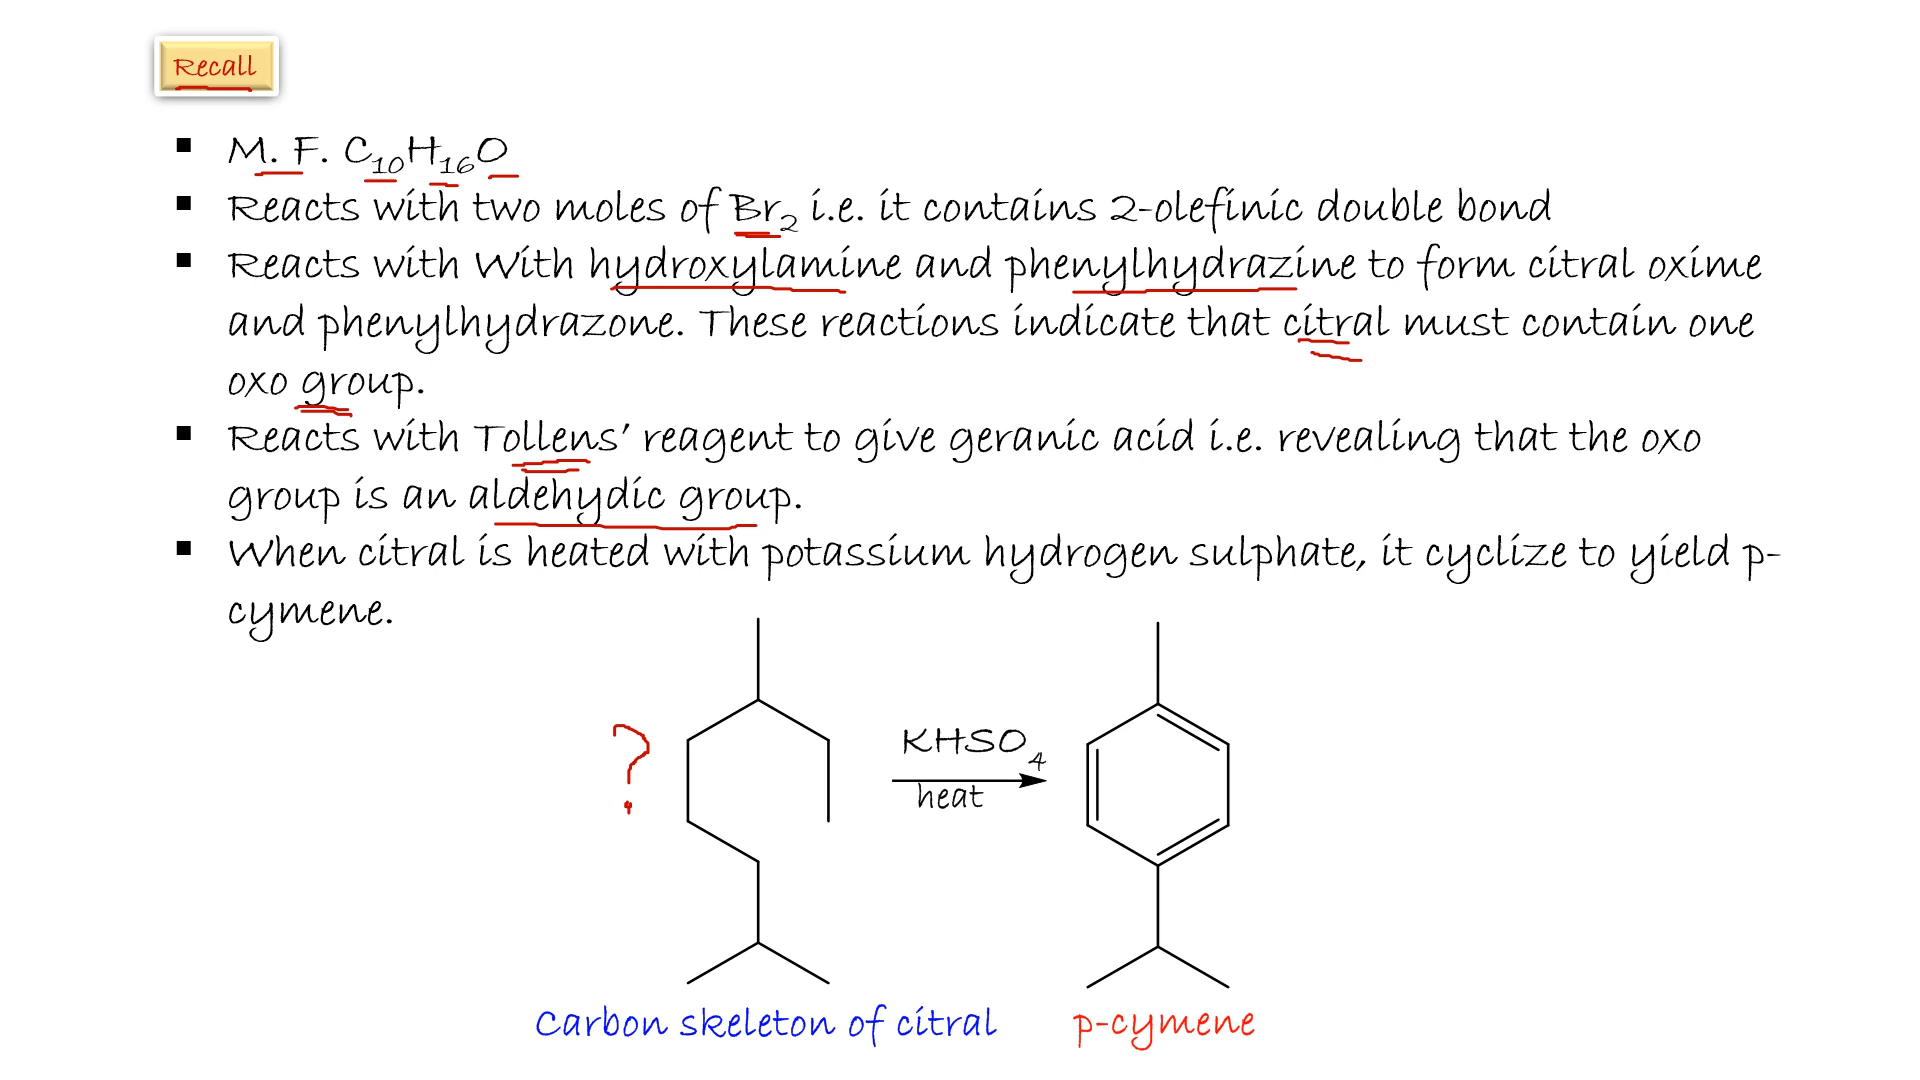 Recall
▪ M. F. C₁₀H₁₆O
▪ Reacts with two moles of Br₂ i.e. it contains 2-olefinic double bond
▪ Reacts with With hydroxylamine and phenylhydrazine to form citral oxime
and phenylhydrazone. These reactions indicate that citral must contain one
oxo group.
▪ Reacts with Tollens’ reagent to give geranic acid i.e. revealing that the oxo
group is an aldehydic group.
▪ When citral is heated with potassium hydrogen sulphate, it cyclize to yield p-
cymene.
?
KHSO₄
heat
Carbon skeleton of citral
p-cymene